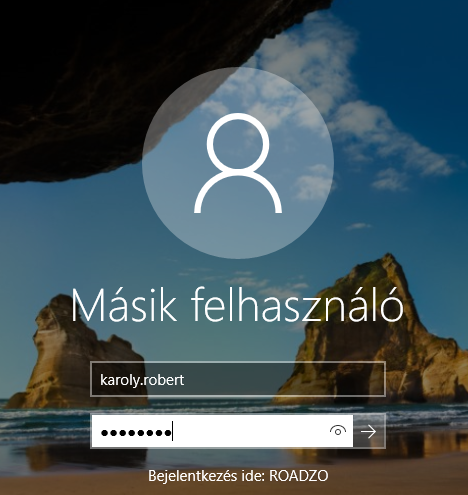 Másik felhasználó
karoly.robert
●●●●●●●●
Bejelentkezés ide: ROADZO